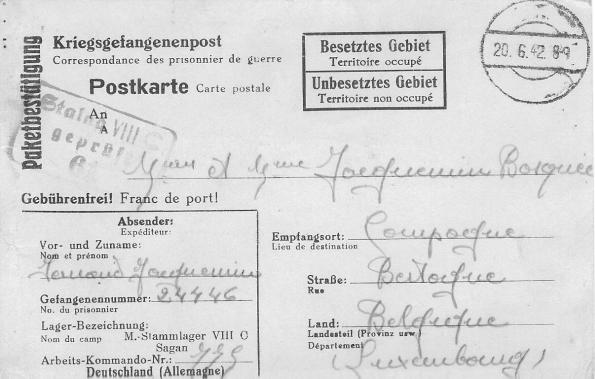 Paketbestätigung
Kriegsgefangenenpost
Correspondance des prisonnier de guerre
Postkarte Carte postale
Besetztes Gebiet
Territoire occupé
Unbesetztes Gebiet
Territoire non occupé
20.6.42.
Stalag VIII C
Geprüft
An
A
et Mme Jacquemin
Gebührenfrei! Franc de port!
Absender:
Expéditeur:
Vor- und Zuname:
Nom et prénom
Fernand Jacquemin
Gefangenennummer: 24446
No. du prisonnier
Lager-Bezeichnung:
Nom du camp M.-Stammlager VIII C
Sagan
Arbeits-Kommando-Nr.:
Deutschland (Allemagne)
Empfangsort: Compogne
Lieu de destination
Straße: Bastogne
Rue
Land: Belgique
Landesteil (Provinz usw.)
Département
(Luxembourg)